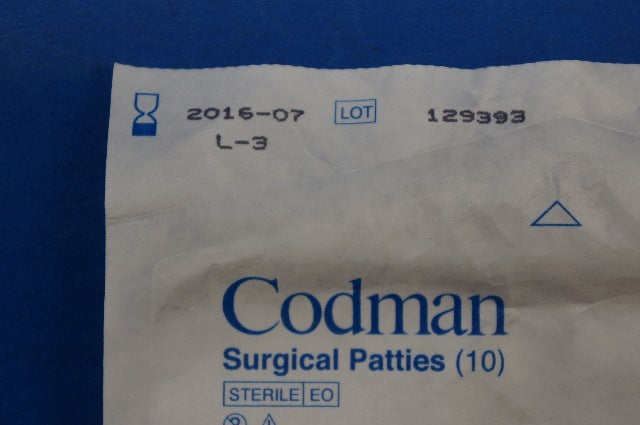 2016-07 LOT 129393
L-3
Codman
Surgical Patties (10)
STERILE EO